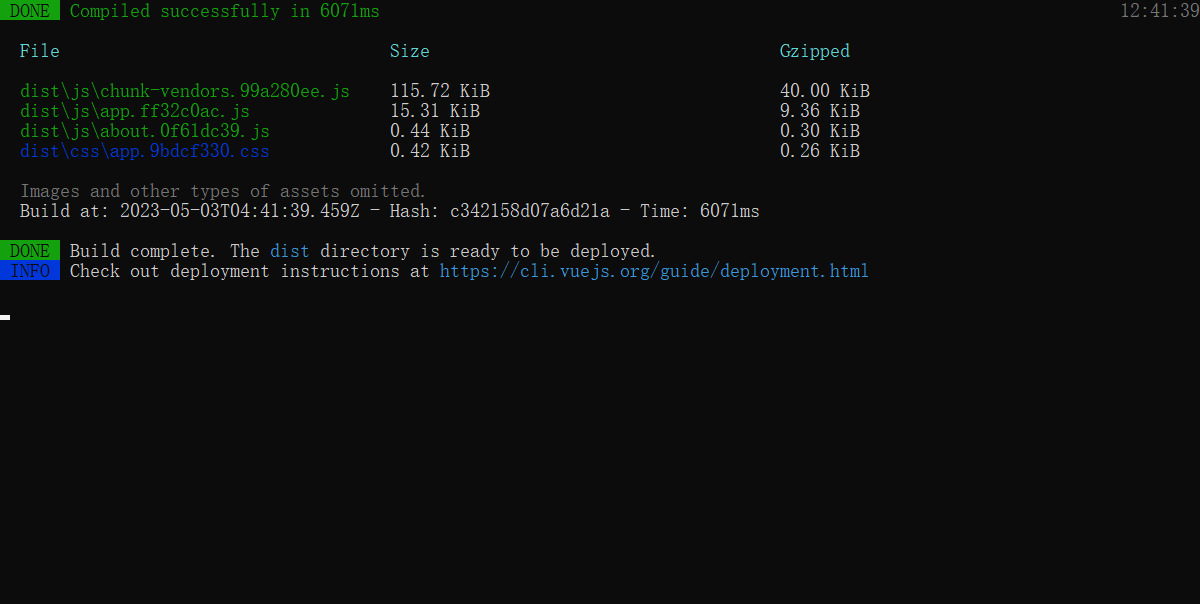 DONE Compiled successfully in 6071ms 12:41:39
File Size Gzipped
dist\js\chunk-vendors.99a280ee.js 115.72 KiB 40.00 KiB
dist\js\app.ff32c0ac.js 15.31 KiB 9.36 KiB
dist\js\about.0f61dc39.js 0.44 KiB 0.30 KiB
dist\css\app.9bdcf330.css 0.42 KiB 0.26 KiB
Images and other types of assets omitted.
Build at: 2023-05-03T04:41:39.459Z - Hash: c342158d07a6d21a - Time: 6071ms
DONE Build complete. The dist directory is ready to be deployed.
INFO Check out deployment instructions at https://cli.vuejs.org/guide/deployment.html